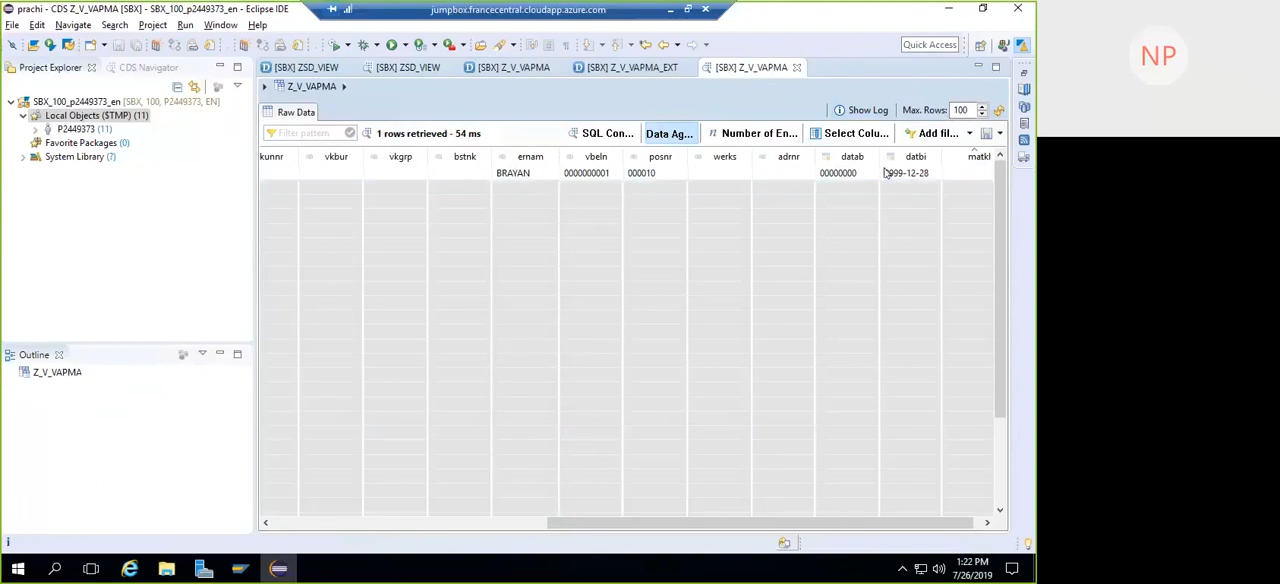 prachi - CDS Z_V_VAPMA [SBX] - SBX_100_p2449373_en - Eclipse IDE
jumpbox.francecentral.cloudapp.azure.com
File Edit Navigate Search Project Run Window Help
Quick Access
Project Explorer CDS Navigator
[SBX] ZSD_VIEW [SBX] ZSD_VIEW [SBX] Z_V_VAPMA [SBX] Z_V_VAPMA_EXT [SBX] Z_V_VAPMA
Z_V_VAPMA
SBX_100_p2449373_en [SBX, 100, P2449373, EN]
Local Objects ($TMP) (11)
P2449373 (11)
Favorite Packages (0)
System Library (7)
Raw Data
Show Log Max. Rows: 100
Filter pattern 1 rows retrieved - 54 ms SQL Con... Data Ag... Number of En... Select Colu... Add fil...
kunnr vkbur vkgrp bstnk ernam vbeln posnr werks adrnr datab datbi matkl
BRAYAN 0000000001 000010 00000000 999-12-28
Outline
Z_V_VAPMA
1:22 PM
7/26/2019
NP